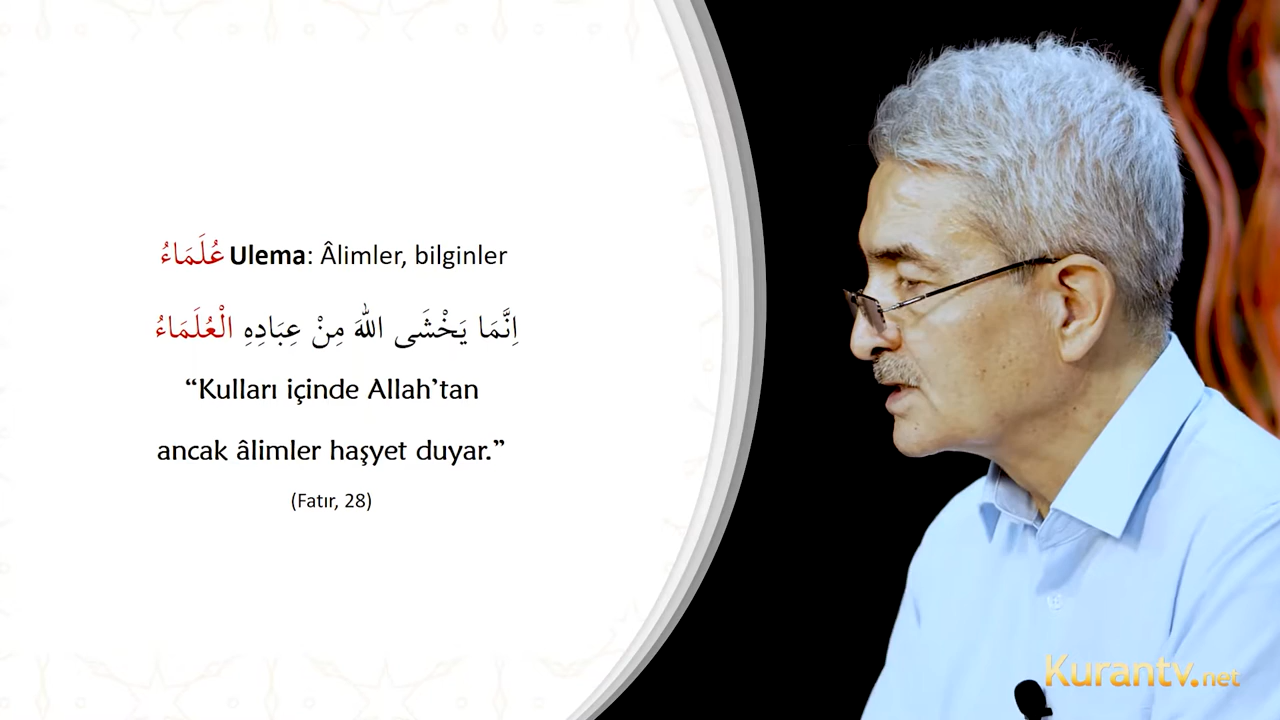 عُلَمَاءُ Ulema: Âlimler, bilginler
اِنَّمَا يَخْشَى اللّٰهَ مِنْ عِبَادِهِ الْعُلَمَاءُ
“Kulları içinde Allah’tan
ancak âlimler haşyet duyar.”
(Fatır, 28)
Kurantv.net